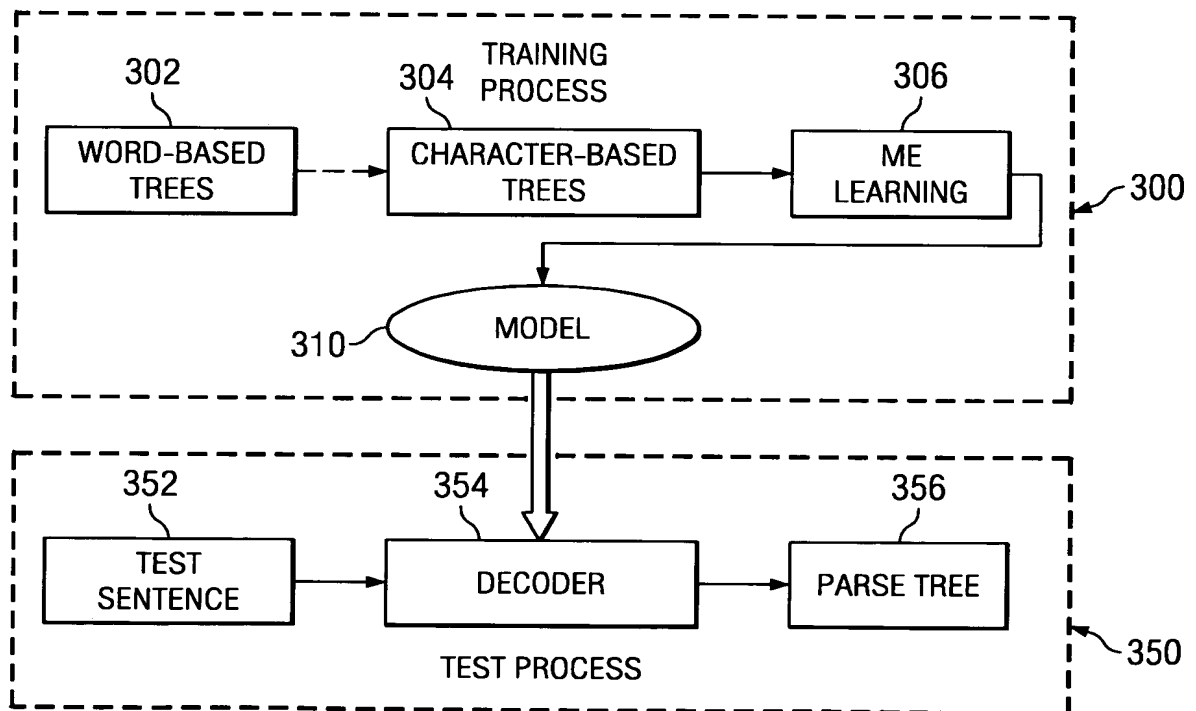 TRAINING
PROCESS
302
304
306
WORD-BASED
TREES
CHARACTER-BASED
TREES
ME
LEARNING
300
310
MODEL
352
354
356
TEST
SENTENCE
DECODER
PARSE TREE
350
TEST PROCESS